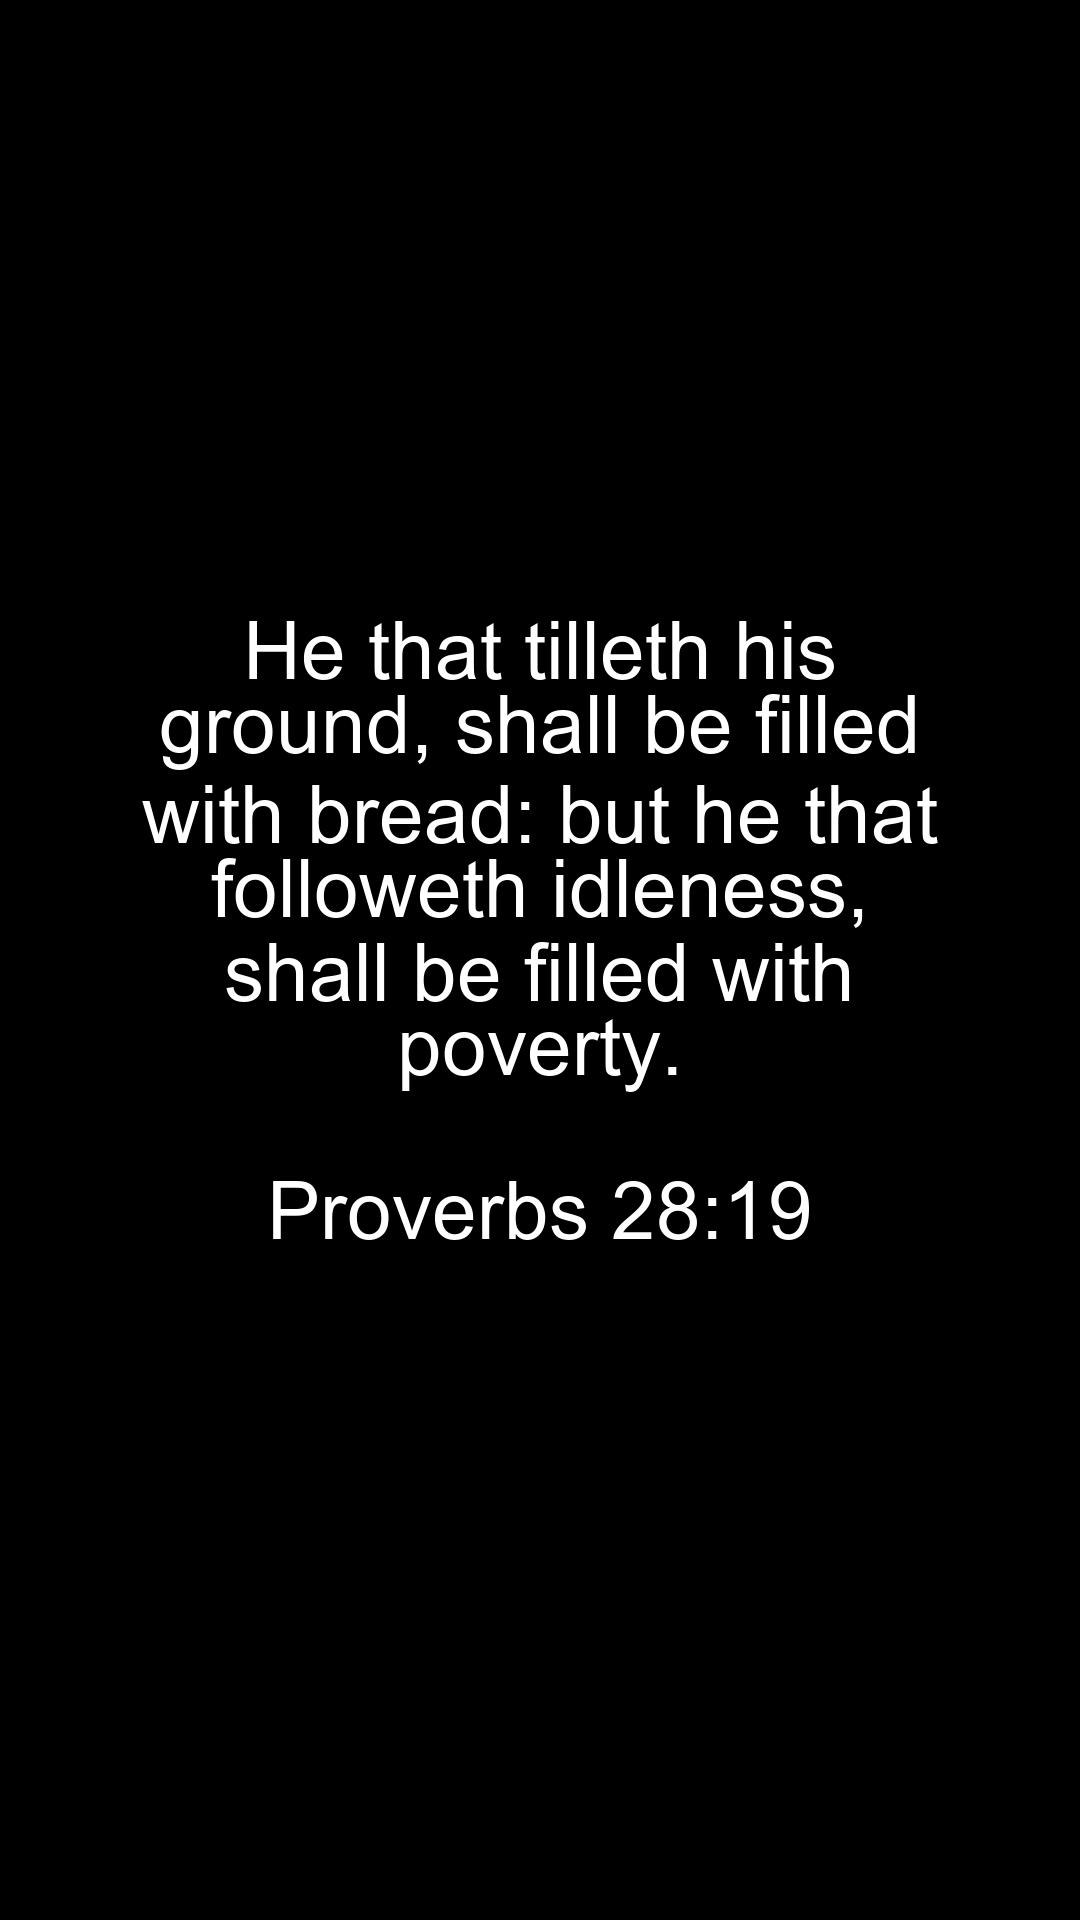 He that tilleth his
ground, shall be filled
with bread: but he that
followeth idleness,
shall be filled with
poverty.
Proverbs 28:19